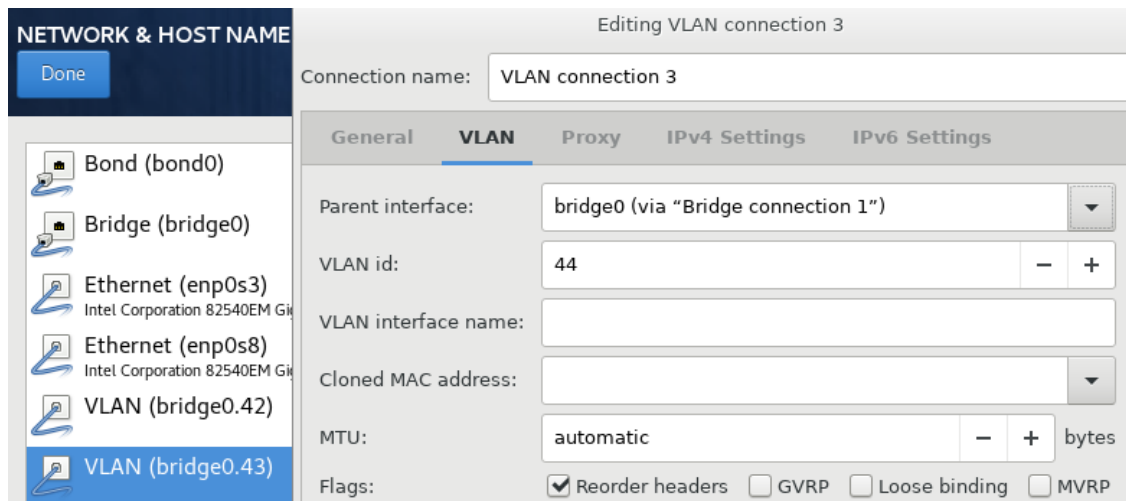 NETWORK & HOST NAME
Done
Bond (bond0)
Bridge (bridge0)
Ethernet (enp0s3)
Intel Corporation 82540EM
Ethernet (enp0s8)
Intel Corporation 82540EM
VLAN (bridge0.42)
VLAN (bridge0.43)
Editing VLAN connection 3
Connection name: VLAN connection 3
General VLAN Proxy IPv4 Settings IPv6 Settings
Parent interface: bridge0 (via “Bridge connection 1”)
VLAN id: 44 − +
VLAN interface name:
Cloned MAC address:
MTU: automatic − + bytes
Flags: Reorder headers GVRP Loose binding MVRP